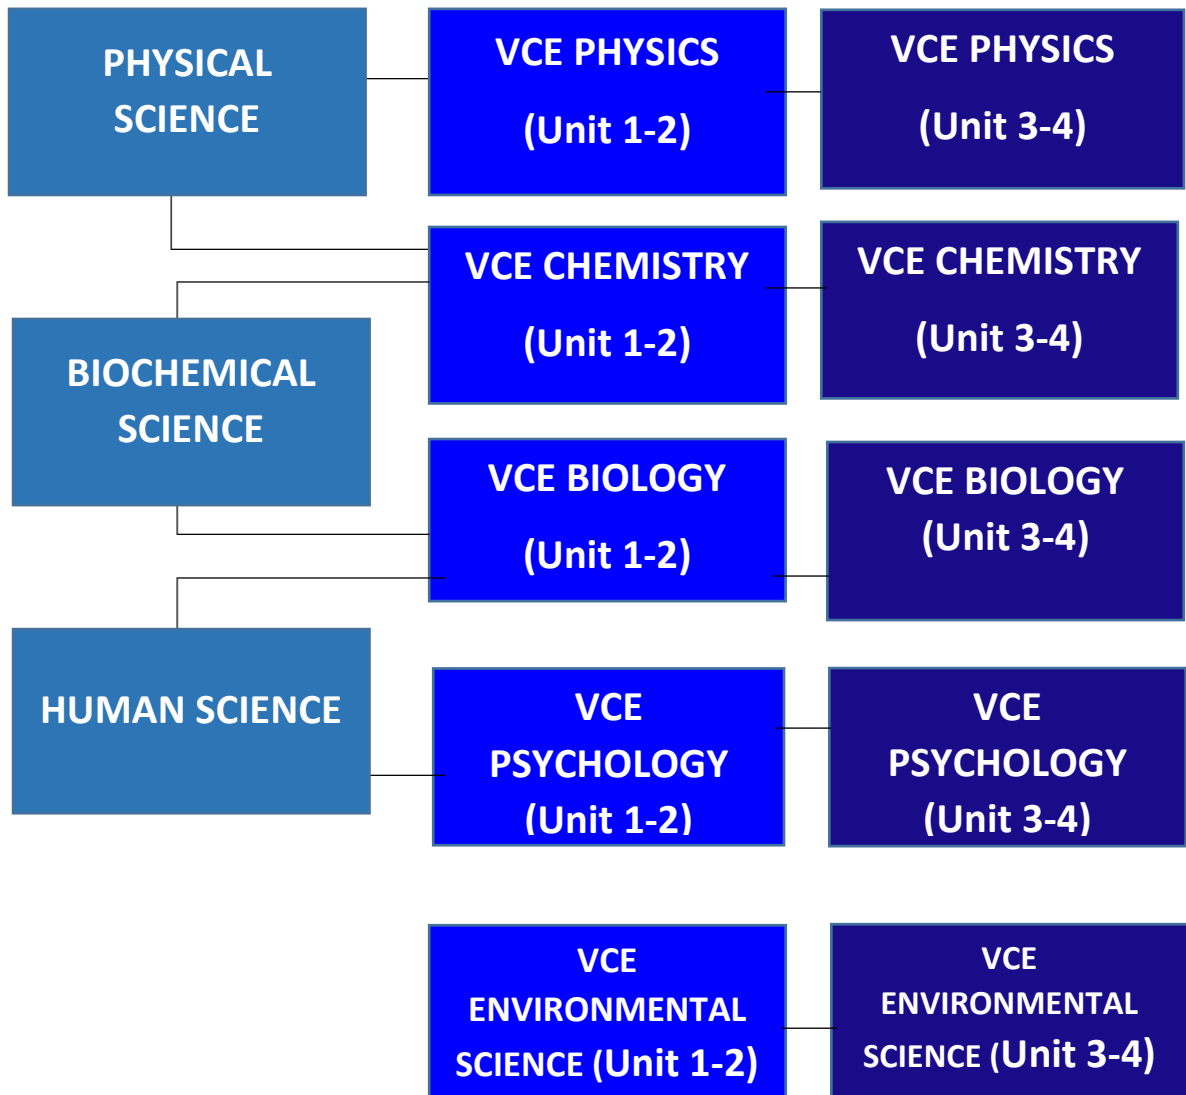 PHYSICAL
SCIENCE
VCE PHYSICS
(Unit 1-2)
VCE PHYSICS
(Unit 3-4)
VCE CHEMISTRY
(Unit 1-2)
VCE CHEMISTRY
(Unit 3-4)
BIOCHEMICAL
SCIENCE
VCE BIOLOGY
(Unit 1-2)
VCE BIOLOGY
(Unit 3-4)
HUMAN SCIENCE
VCE
PSYCHOLOGY
(Unit 1-2)
VCE
PSYCHOLOGY
(Unit 3-4)
VCE
ENVIRONMENTAL
SCIENCE (Unit 1-2)
VCE
ENVIRONMENTAL
SCIENCE (Unit 3-4)